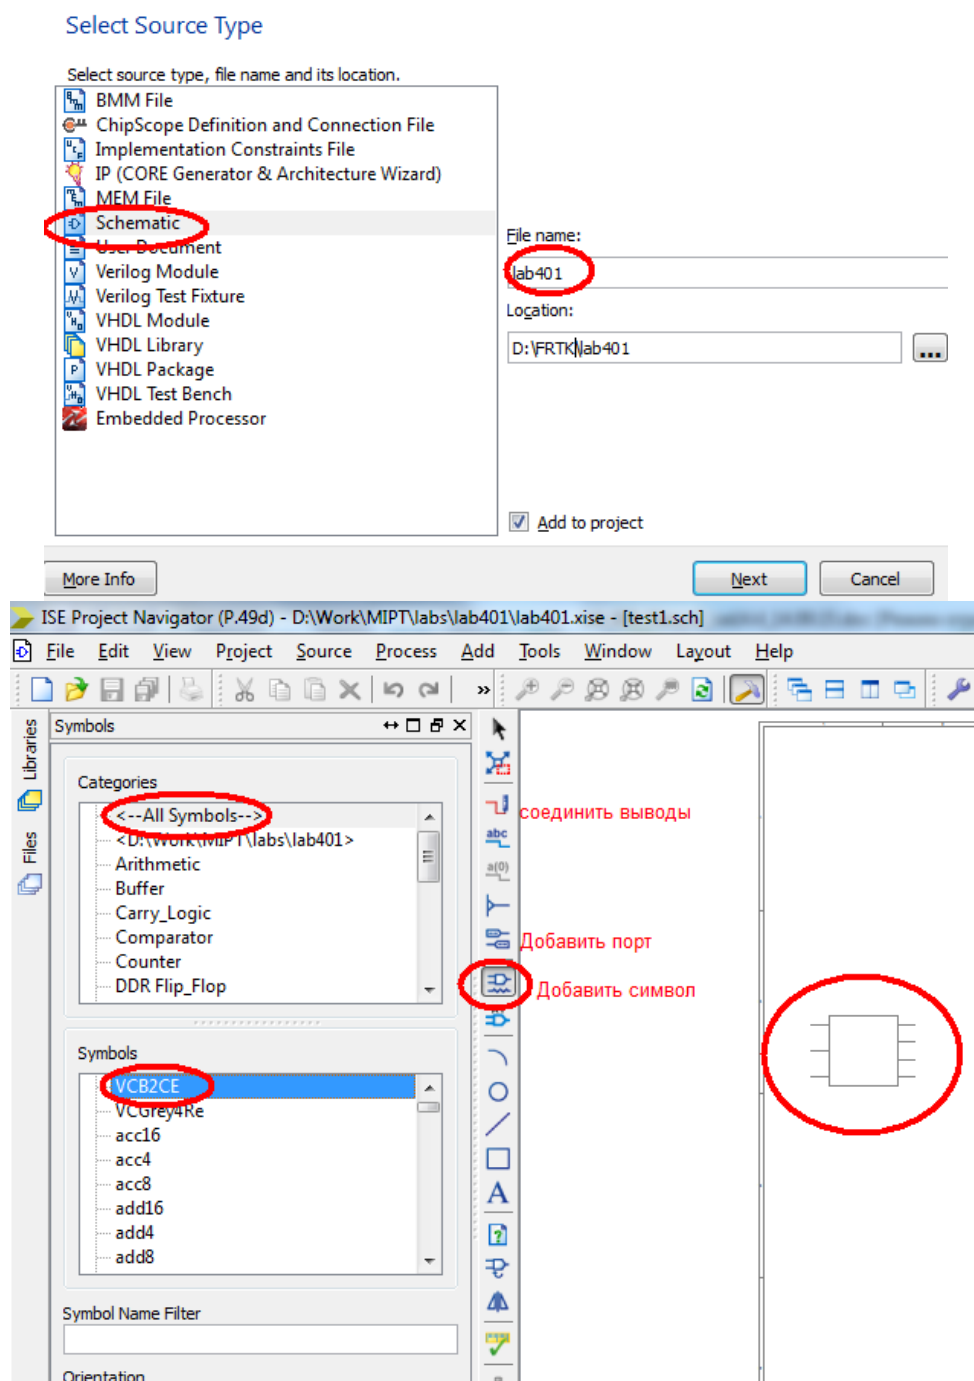 Select Source Type
Select source type, file name and its location.
BMM File
ChipScope Definition and Connection File
Implementation Constraints File
IP (CORE Generator & Architecture Wizard)
MEM File
Schematic
User Document
Verilog Module
Verilog Test Fixture
VHDL Module
VHDL Library
VHDL Package
VHDL Test Bench
Embedded Processor
File name:
lab401
Location:
D:\FRTK\lab401
...
Add to project
More Info
Next
Cancel
ISE Project Navigator (P.49d) - D:\Work\MIPT\labs\lab401\lab401.xise - [test1.sch]
File Edit View Project Source Process Add Tools Window Layout Help
Libraries
Files
Symbols
Categories
<--All Symbols-->
<D:\Work\MIPT\labs\lab401>
Arithmetic
Buffer
Carry_Logic
Comparator
Counter
DDR Flip_Flop
Symbols
VCB2CE
VCGrey4Re
acc16
acc4
acc8
add16
add4
add8
Symbol Name Filter
Orientation
abc
a(0)
A
соединить выводы
Добавить порт
Добавить символ